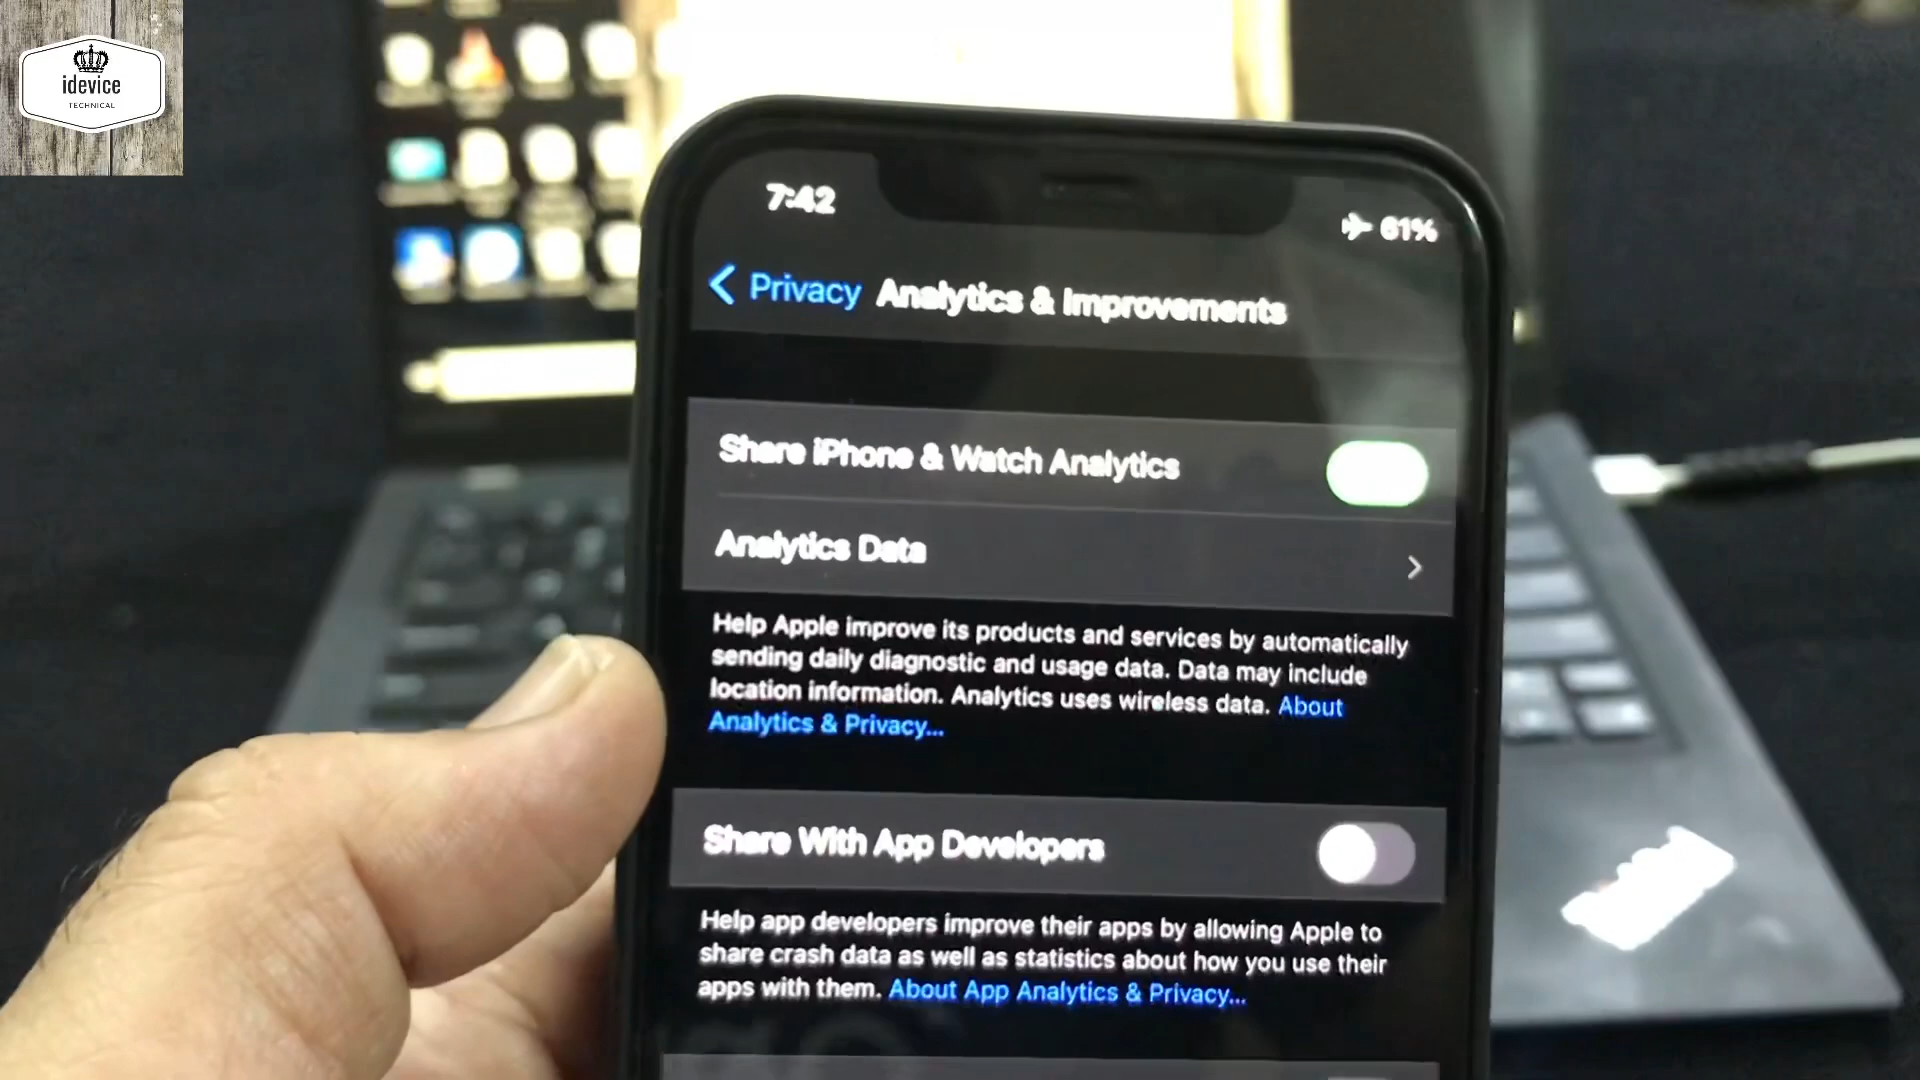 idevice
TECHNICAL
7:42
61%
Privacy Analytics & Improvements
Share iPhone & Watch Analytics
Analytics Data
Help Apple improve its products and services by automatically
sending daily diagnostic and usage data. Data may include
location information. Analytics uses wireless data. About
Analytics & Privacy...
Share With App Developers
Help app developers improve their apps by allowing Apple to
share crash data as well as statistics about how you use their
apps with them. About App Analytics & Privacy...